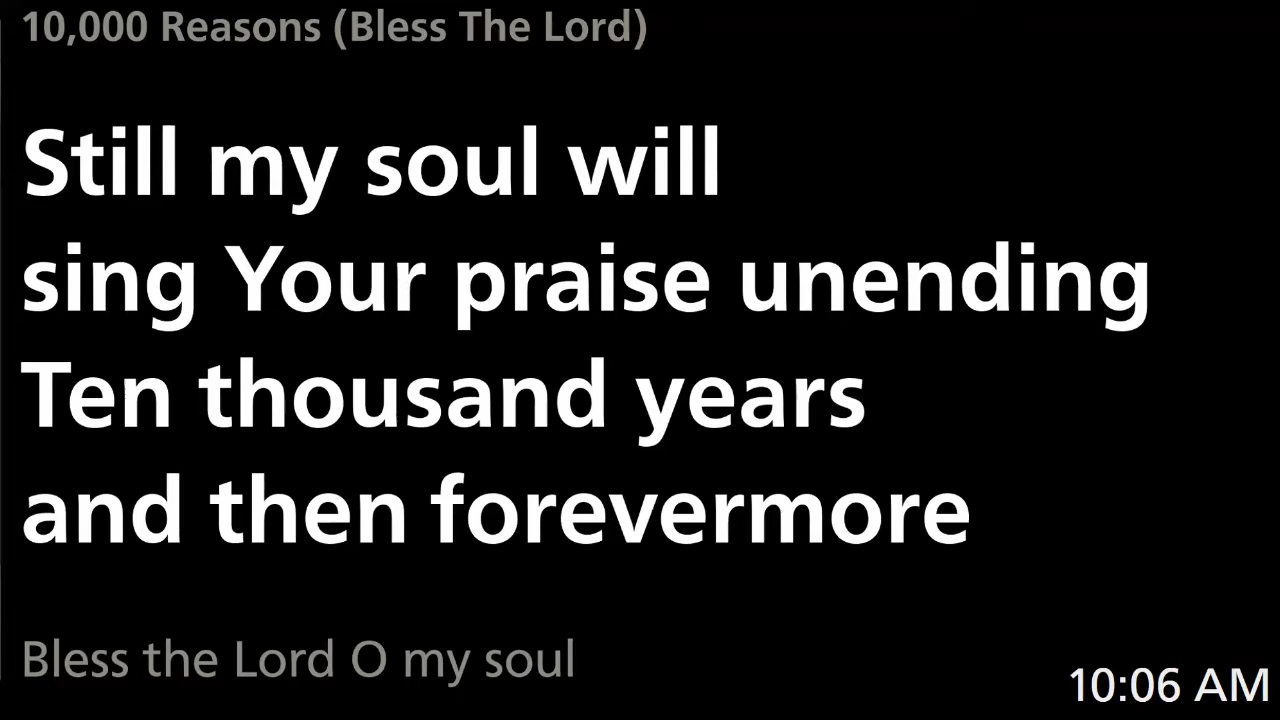 10,000 Reasons (Bless The Lord)
Still my soul will
sing Your praise unending
Ten thousand years
and then forevermore
Bless the Lord O my soul
10:06 AM